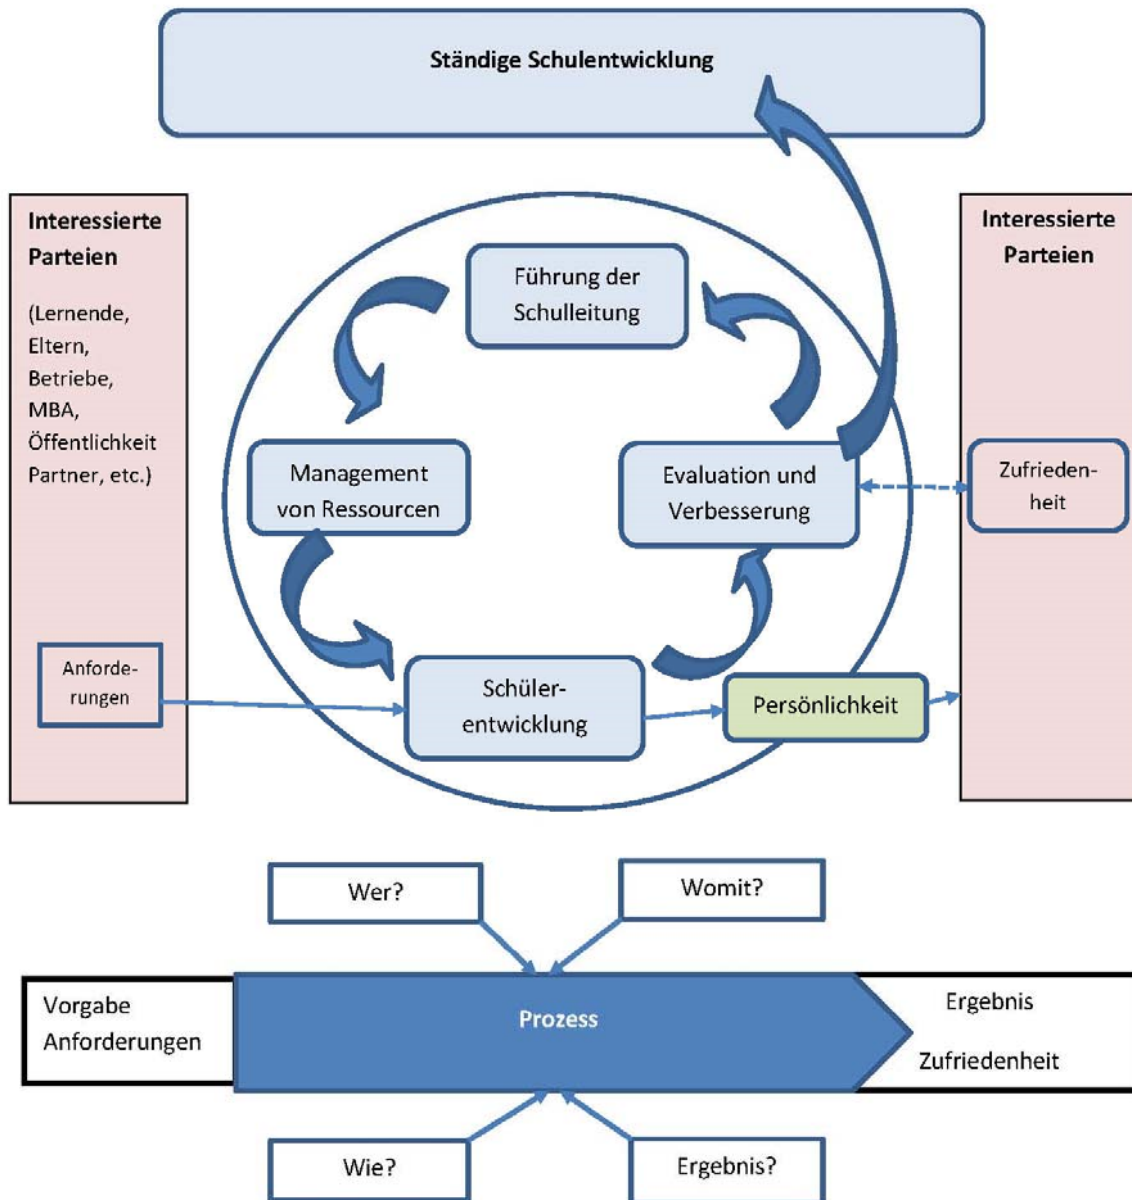 Ständige Schulentwicklung
Interessierte
Parteien
(Lernende,
Eltern,
Betriebe,
MBA,
Öffentlichkeit
Partner, etc.)
Anforde-
rungen
Führung der
Schulleitung
Management
von Ressourcen
Evaluation und
Verbesserung
Schüler-
entwicklung
Persönlichkeit
Interessierte
Parteien
Zufrieden-
heit
Wer?
Womit?
Vorgabe
Anforderungen
Prozess
Ergebnis
Zufriedenheit
Wie?
Ergebnis?